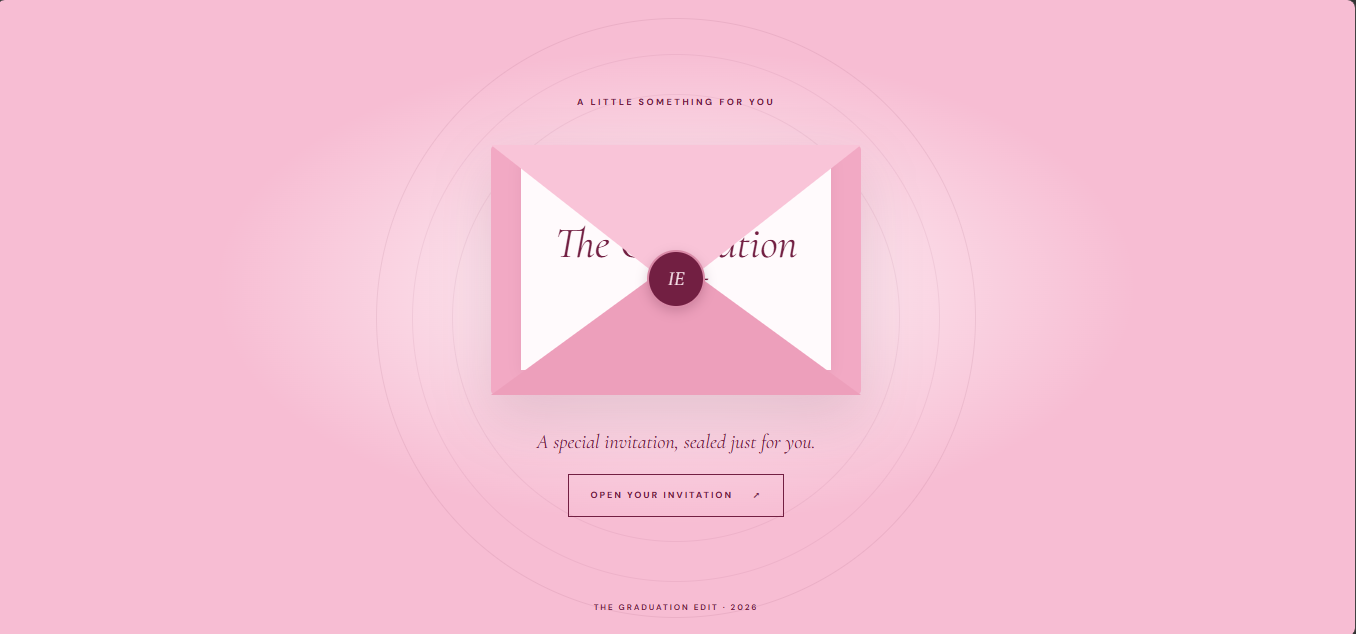 A LITTLE SOMETHING FOR YOU
The
IE
A special invitation, sealed just for you.
OPEN YOUR INVITATION ↗
THE GRADUATION EDIT · 2026